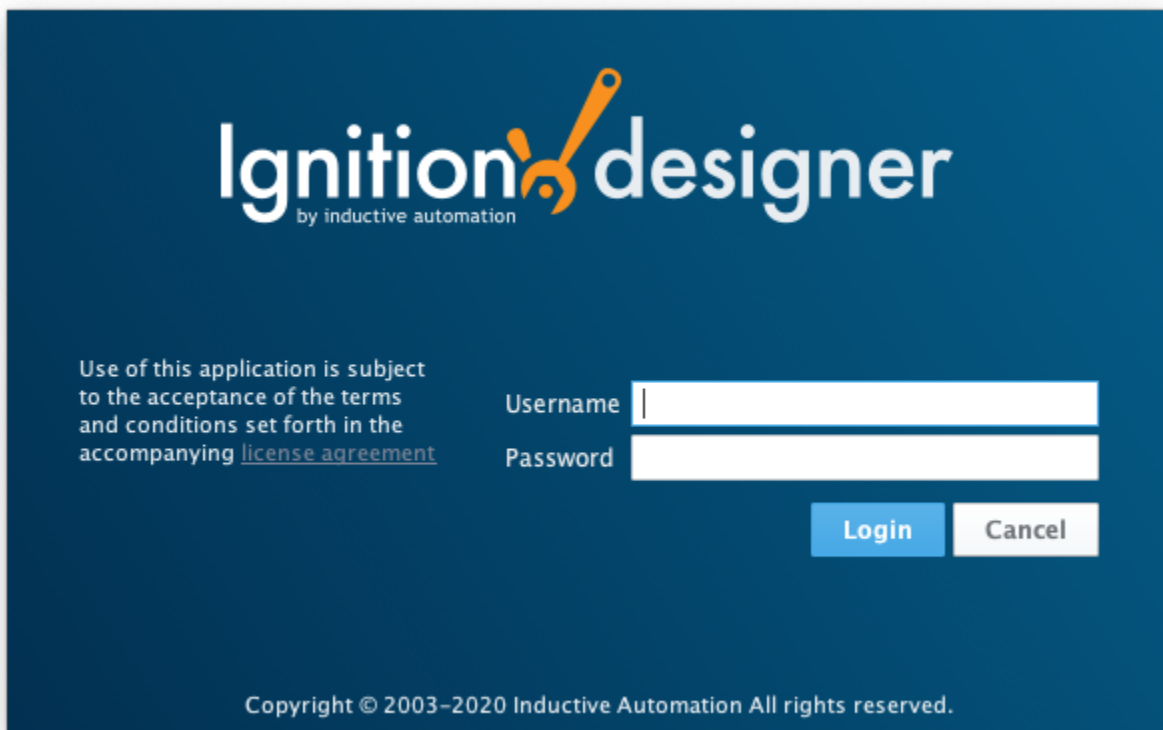 Ignition designer
by inductive automation
Use of this application is subject
to the acceptance of the terms
and conditions set forth in the
accompanying license agreement
Username
Password
Login Cancel
Copyright © 2003-2020 Inductive Automation All rights reserved.